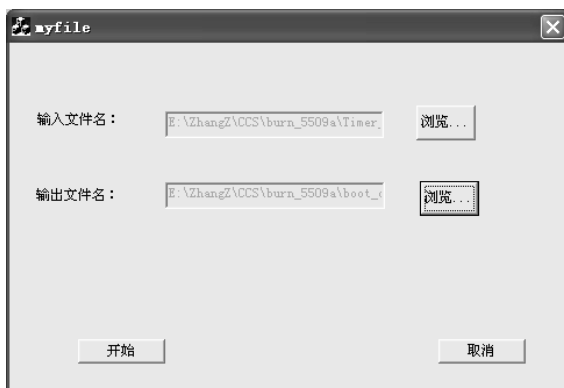 myfile
输入文件名： E:\ZhangZ\CCS\burn_5509a\Timer_ 浏览...
输出文件名： E:\ZhangZ\CCS\burn_5509a\boot_ 浏览...
开始 取消